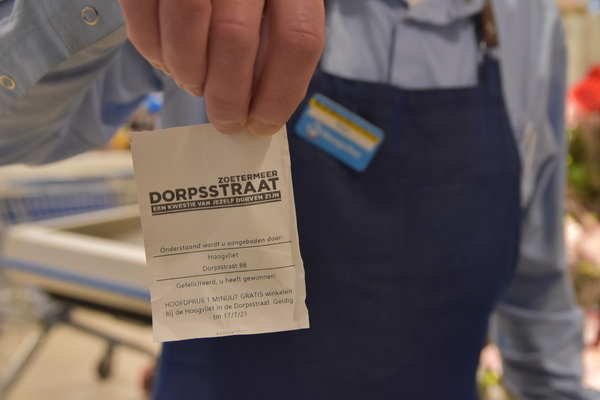 ZOETERMEER
DORPSSTRAAT
EEN KWESTIE VAN JEZELF DURVEN ZIJN
Onderstaand wordt u aangeboden door:
Hoogvliet
Dorpsstraat 88
Gefeliciteerd, u heeft gewonnen:
HOOFDPRIJS 1 MINUUT GRATIS winkelen
bij de Hoogvliet in de Dorpsstraat. Geldig
tm 17/7/21